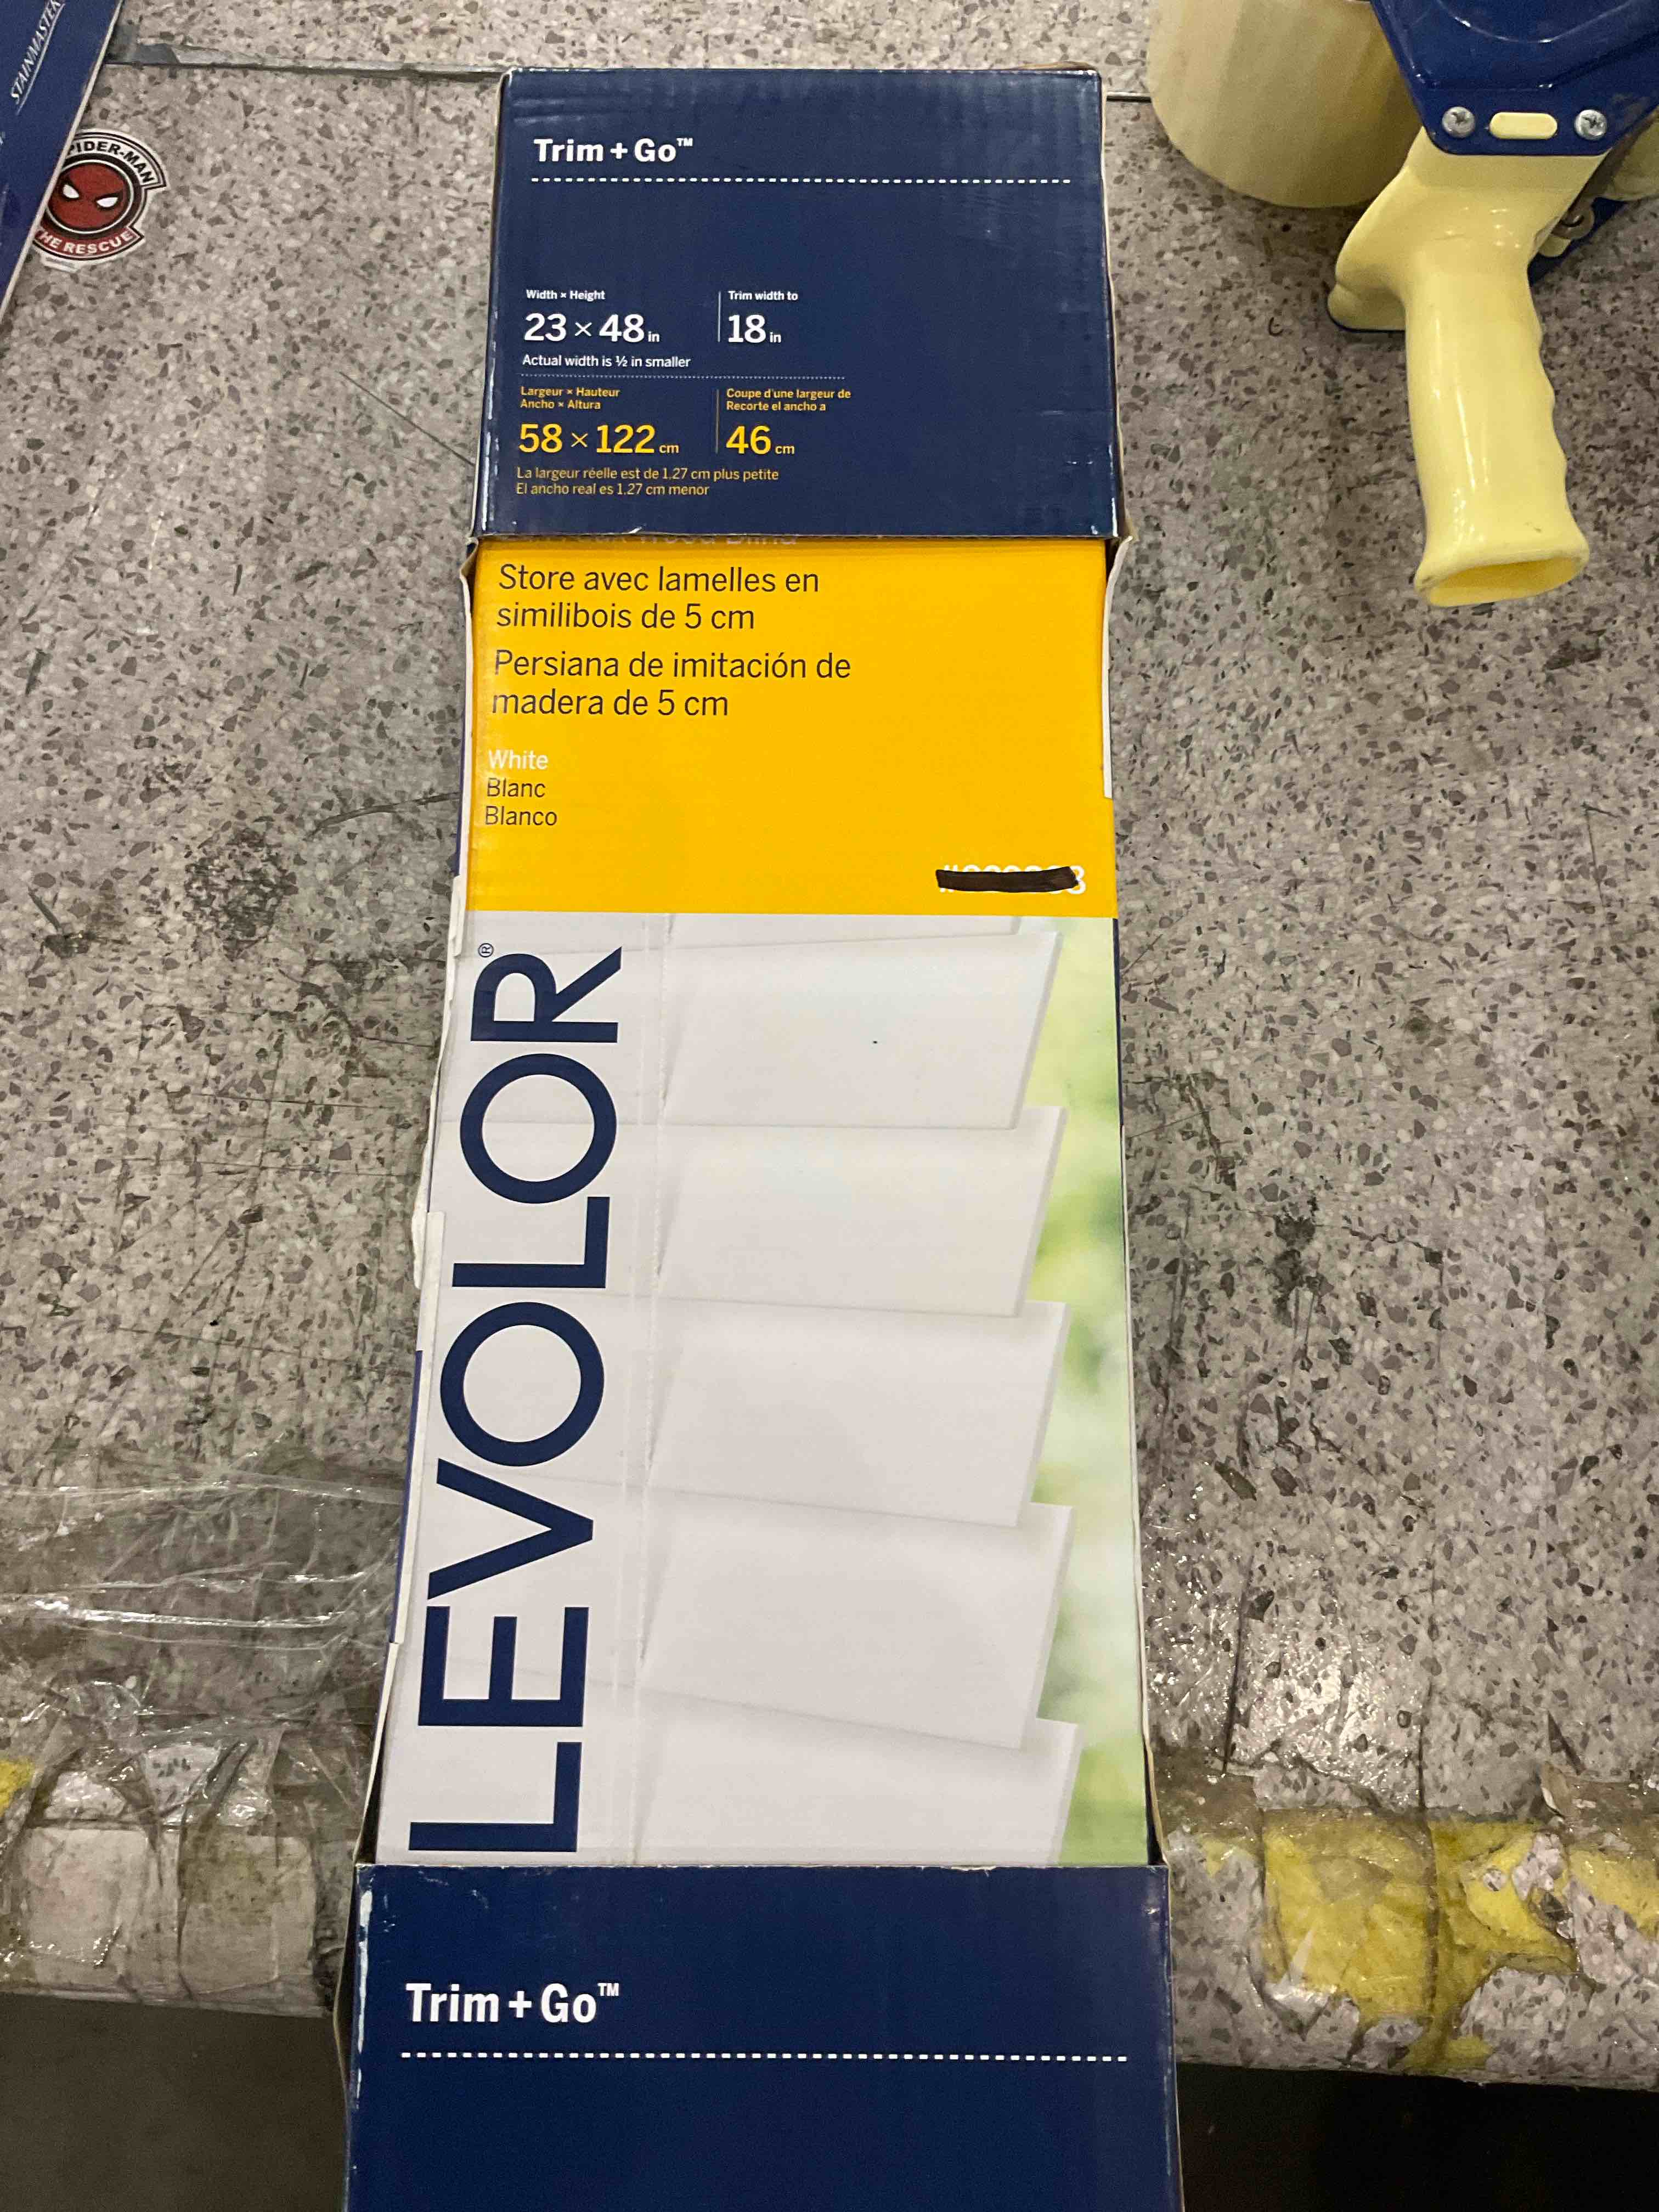 STAINMASTER
SPIDER-MAN
THE RESCUE
Trim + Go™
Width × Height
23 × 48 in
Actual width is ½ in smaller
Trim width to
18 in
Largeur × Hauteur
Ancho × Altura
58 × 122 cm
Coupe d'une largeur de
Recorte el ancho a
46 cm
La largeur réelle est de 1,27 cm plus petite
El ancho real es 1,27 cm menor
Wood Blind
Store avec lamelles en
similibois de 5 cm
Persiana de imitación de
madera de 5 cm
White
Blanc
Blanco
LEVOLOR®
Trim + Go™